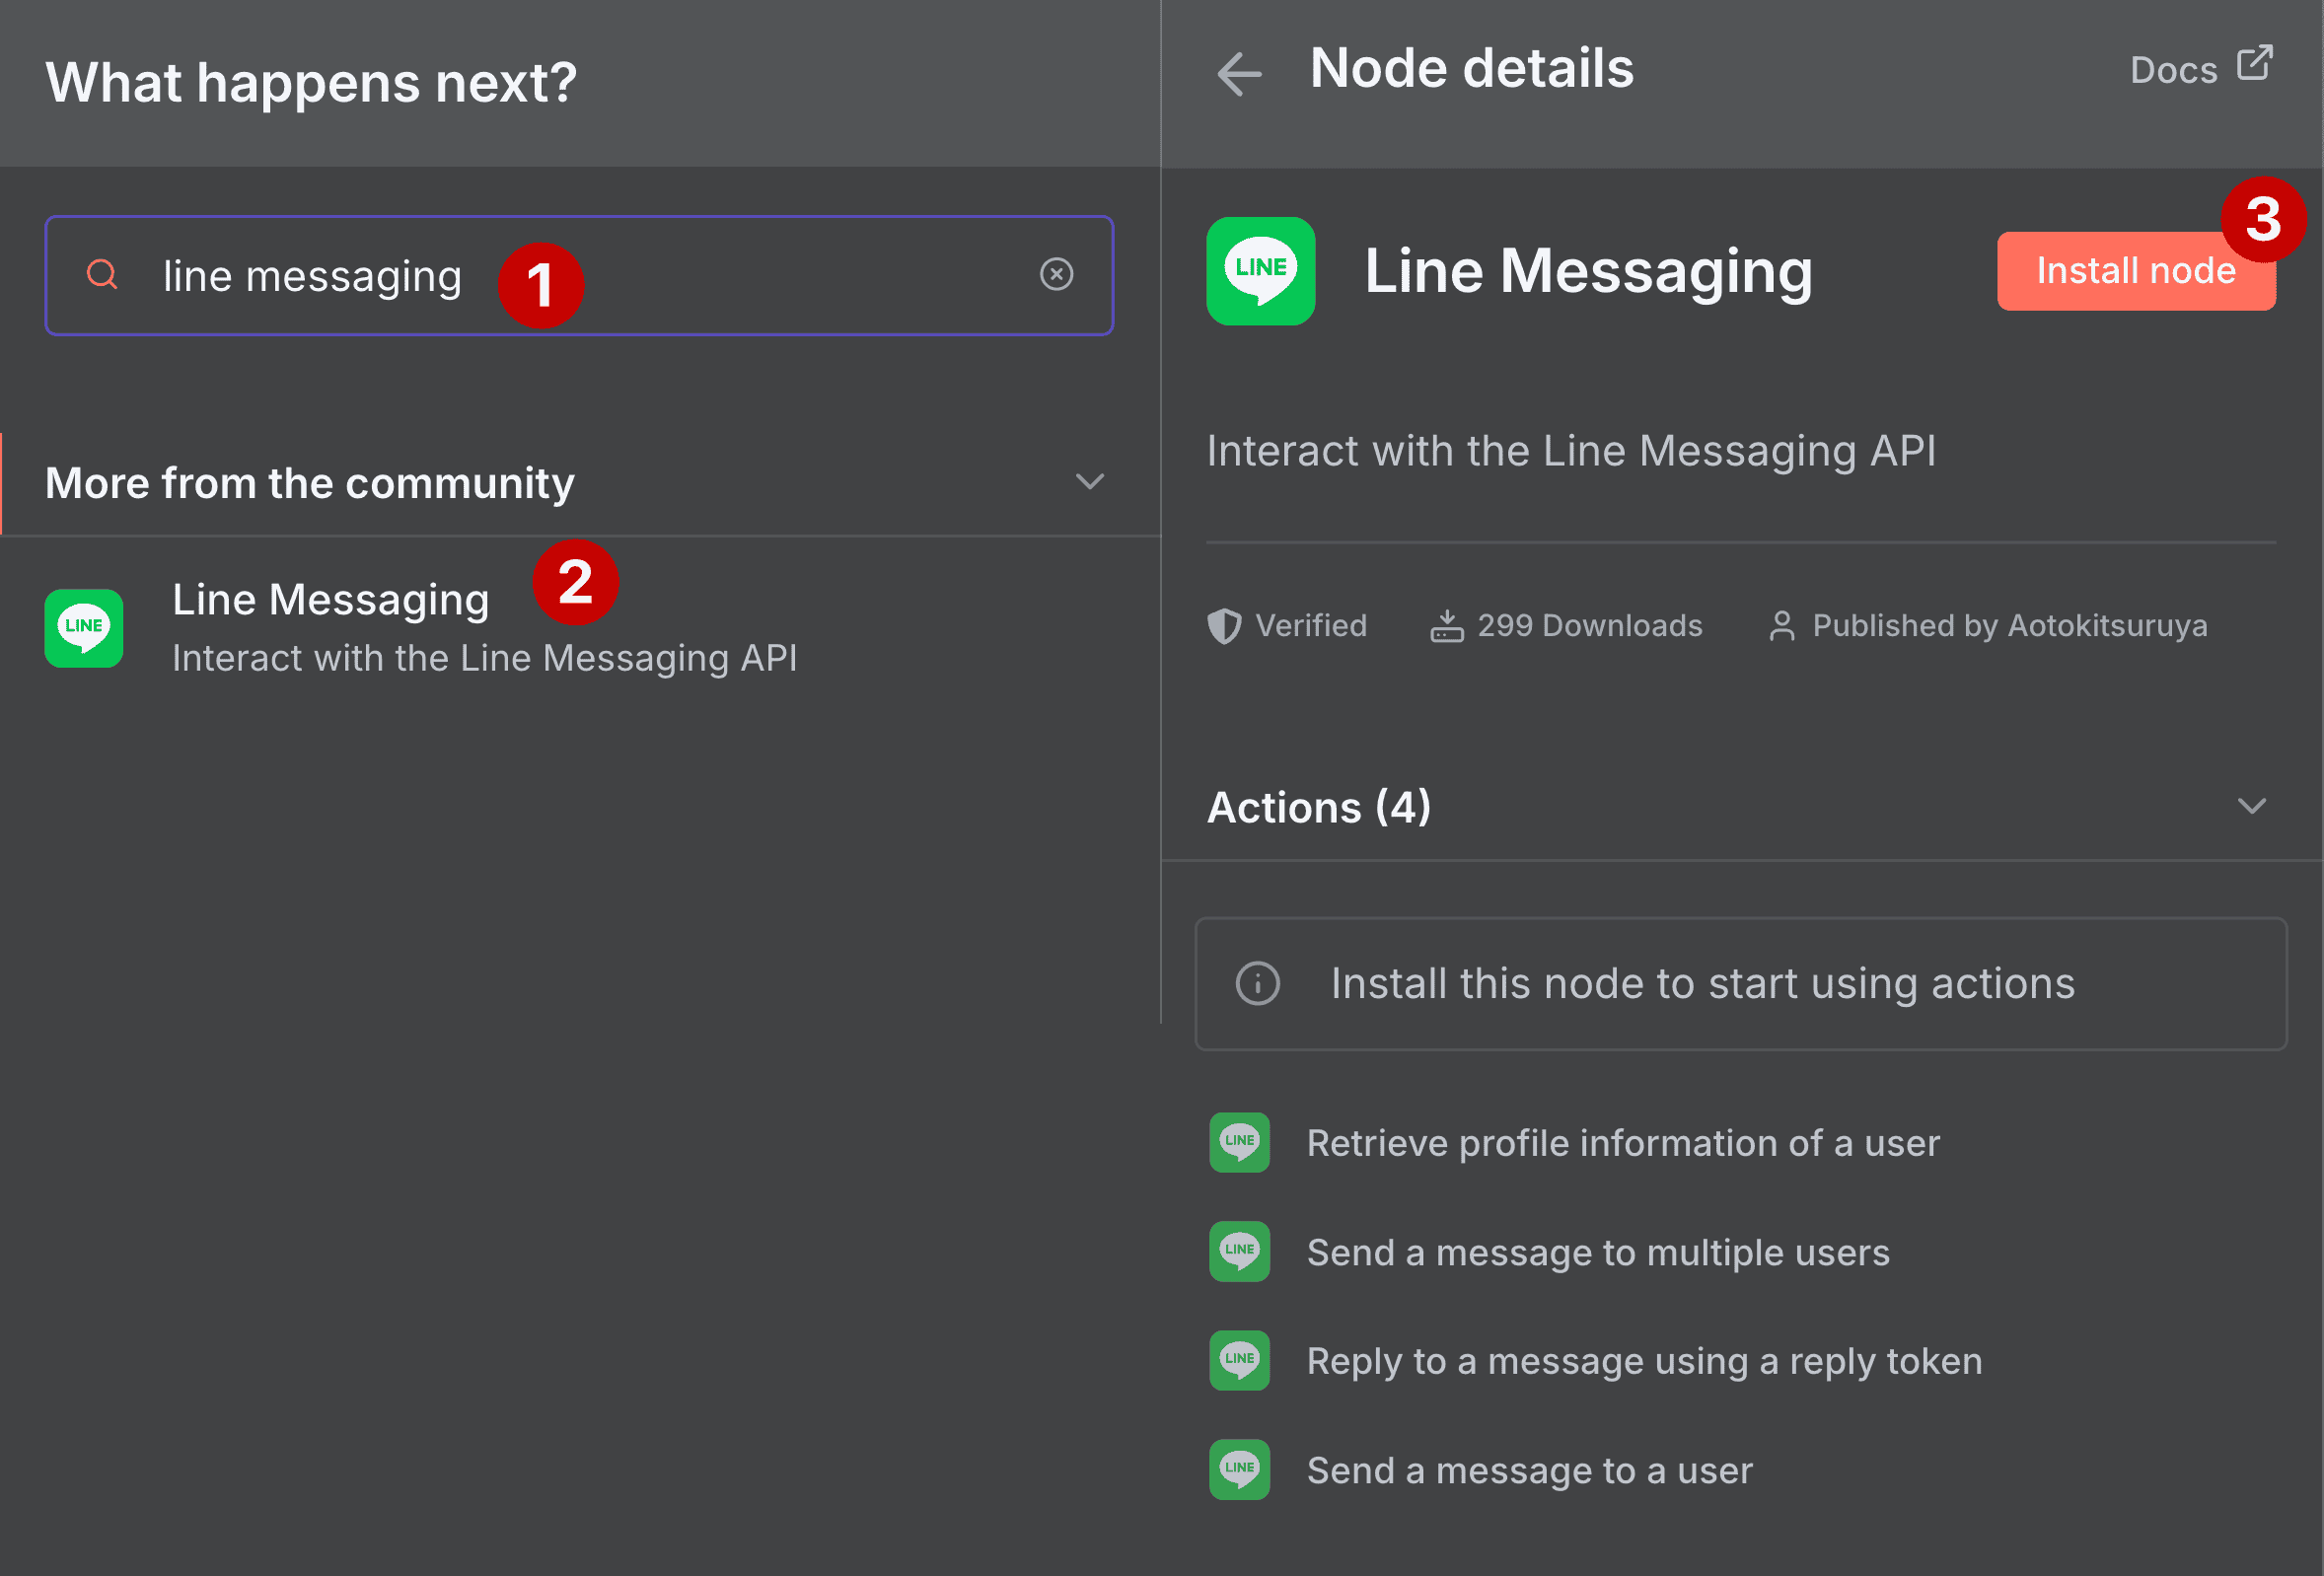 What happens next?
line messaging
1
More from the community
Line Messaging
2
LINE
Interact with the Line Messaging API
Node details
Docs
3
LINE
Line Messaging
Install node
Interact with the Line Messaging API
Verified
299 Downloads
Published by Aotokitsuruya
Actions (4)
Install this node to start using actions
LINE
Retrieve profile information of a user
LINE
Send a message to multiple users
LINE
Reply to a message using a reply token
LINE
Send a message to a user